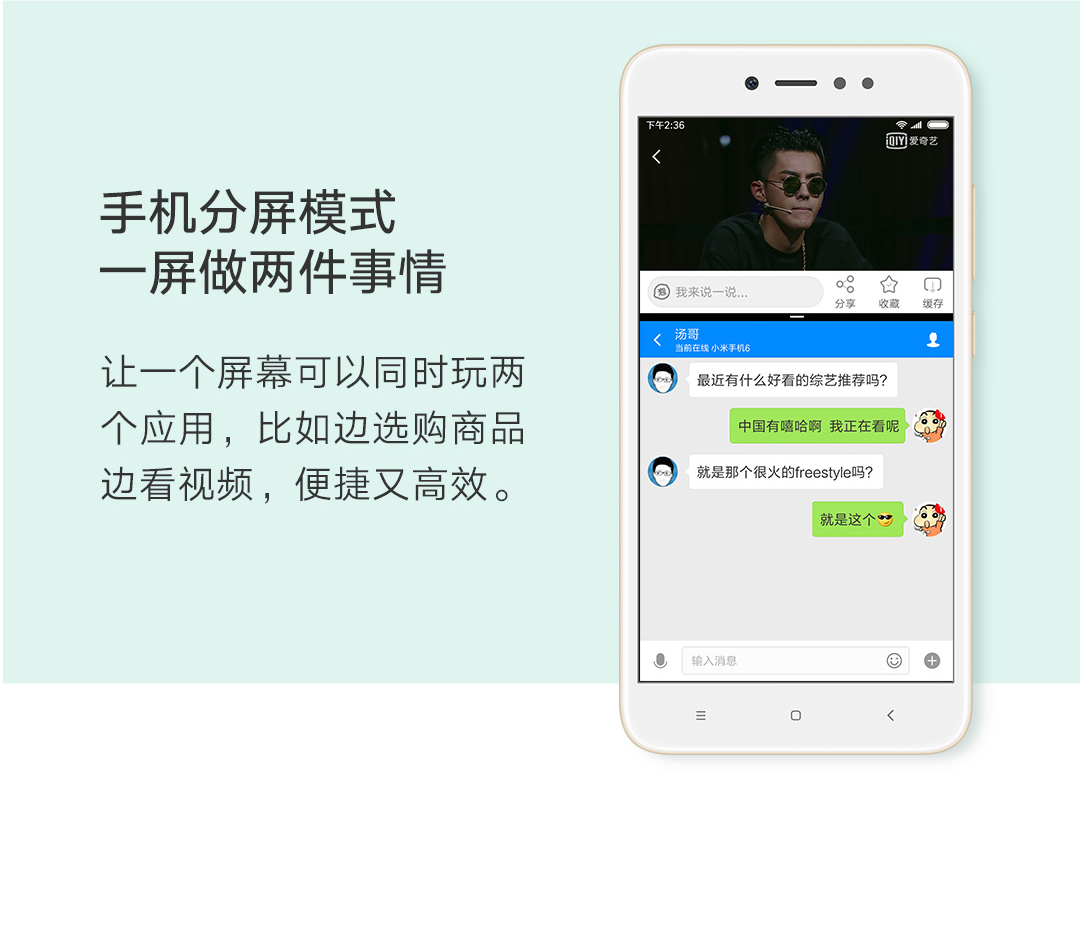 手机分屏模式
一屏做两件事情
让一个屏幕可以同时玩两
个应用，比如边选购商品
边看视频，便捷又高效。
下午2:36
iQIYI 爱奇艺
我来说一说...
分享
收藏
缓存
汤哥
当前在线 小米手机6
最近有什么好看的综艺推荐吗?
中国有嘻哈啊 我正在看呢
就是那个很火的freestyle吗?
就是这个😎
输入消息